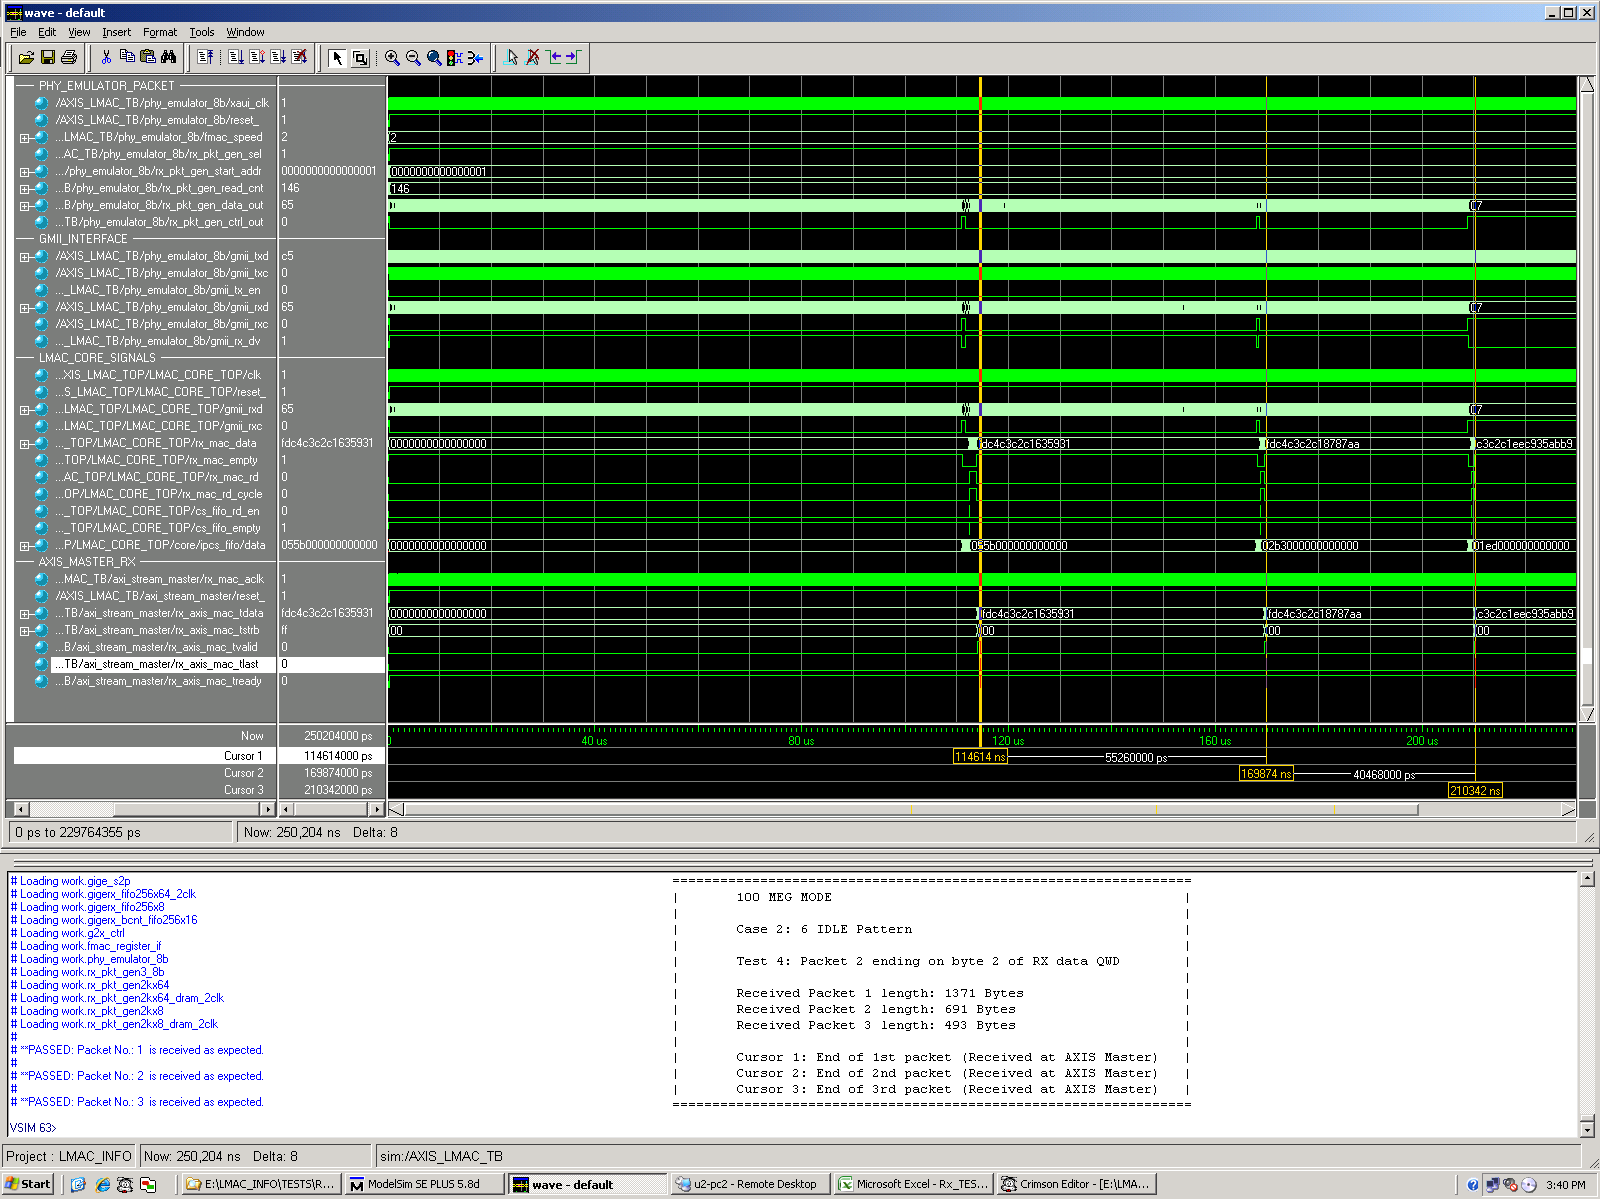 wave - default
File Edit View Insert Format Tools Window
PHY_EMULATOR_PACKET
/AXIS_LMAC_TB/phy_emulator_8b/xaui_clk 1
/AXIS_LMAC_TB/phy_emulator_8b/reset_ 1
...LMAC_TB/phy_emulator_8b/fmac_speed 2 2
...AC_TB/phy_emulator_8b/rx_pkt_gen_sel 1
.../phy_emulator_8b/rx_pkt_gen_start_addr 0000000000000001 0000000000000001
...B/phy_emulator_8b/rx_pkt_gen_read_cnt 146 146
...B/phy_emulator_8b/rx_pkt_gen_data_out 65
...TB/phy_emulator_8b/rx_pkt_gen_ctrl_out 0
GMII_INTERFACE
/AXIS_LMAC_TB/phy_emulator_8b/gmii_txd c5
/AXIS_LMAC_TB/phy_emulator_8b/gmii_txc 0
..._LMAC_TB/phy_emulator_8b/gmii_tx_en 0
/AXIS_LMAC_TB/phy_emulator_8b/gmii_rxd 65
/AXIS_LMAC_TB/phy_emulator_8b/gmii_rxc 0
..._LMAC_TB/phy_emulator_8b/gmii_rx_dv 1
LMAC_CORE_SIGNALS
...XIS_LMAC_TOP/LMAC_CORE_TOP/clk 1
...S_LMAC_TOP/LMAC_CORE_TOP/reset_ 1
...LMAC_TOP/LMAC_CORE_TOP/gmii_rxd 65
...LMAC_TOP/LMAC_CORE_TOP/gmii_rxc 0
..._TOP/LMAC_CORE_TOP/rx_mac_data fdc4c3c2c1635931 0000000000000000 fdc4c3c2c1635931 fdc4c3c2c18787aa c3c2c1eec935abb9
...TOP/LMAC_CORE_TOP/rx_mac_empty 1
...AC_TOP/LMAC_CORE_TOP/rx_mac_rd 0
...OP/LMAC_CORE_TOP/rx_mac_rd_cycle 0
..._TOP/LMAC_CORE_TOP/cs_fifo_rd_en 0
..._TOP/LMAC_CORE_TOP/cs_fifo_empty 1
...P/LMAC_CORE_TOP/core/ipcs_fifo/data 055b000000000000 0000000000000000 055b000000000000 02b3000000000000 01ed000000000000
AXIS_MASTER_RX
...MAC_TB/axi_stream_master/rx_mac_aclk 1
/AXIS_LMAC_TB/axi_stream_master/reset_ 1
...TB/axi_stream_master/rx_axis_mac_tdata fdc4c3c2c1635931 0000000000000000 fdc4c3c2c1635931 fdc4c3c2c18787aa c3c2c1eec935abb9
...TB/axi_stream_master/rx_axis_mac_tstrb ff 00 00 00 00
...B/axi_stream_master/rx_axis_mac_tvalid 0
...TB/axi_stream_master/rx_axis_mac_tlast 0
...B/axi_stream_master/rx_axis_mac_tready 0
Now 250204000 ps 0 40 us 80 us 120 us 160 us 200 us
Cursor 1 114614000 ps 114614 ns 55260000 ps
Cursor 2 169874000 ps 169874 ns 40468000 ps
Cursor 3 210342000 ps 210342 ns
0 ps to 229764355 ps Now: 250,204 ns Delta: 8
# Loading work.gige_s2p
# Loading work.gigerx_fifo256x64_2clk
# Loading work.gigerx_fifo256x8
# Loading work.gigerx_bcnt_fifo256x16
# Loading work.g2x_ctrl
# Loading work.fmac_register_if
# Loading work.phy_emulator_8b
# Loading work.rx_pkt_gen3_8b
# Loading work.rx_pkt_gen2kx64
# Loading work.rx_pkt_gen2kx64_dram_2clk
# Loading work.rx_pkt_gen2kx8
# Loading work.rx_pkt_gen2kx8_dram_2clk
#
# **PASSED: Packet No.: 1 is received as expected.
#
# **PASSED: Packet No.: 2 is received as expected.
#
# **PASSED: Packet No.: 3 is received as expected.
VSIM 63>
100 MEG MODE
Case 2: 6 IDLE Pattern
Test 4: Packet 2 ending on byte 2 of RX data QWD
Received Packet 1 length: 1371 Bytes
Received Packet 2 length: 691 Bytes
Received Packet 3 length: 493 Bytes
Cursor 1: End of 1st packet (Received at AXIS Master)
Cursor 2: End of 2nd packet (Received at AXIS Master)
Cursor 3: End of 3rd packet (Received at AXIS Master)
Project : LMAC_INFO Now: 250,204 ns Delta: 8 sim:/AXIS_LMAC_TB
Start E:\LMAC_INFO\TESTS\R... ModelSim SE PLUS 5.8d wave - default u2-pc2 - Remote Desktop Microsoft Excel - Rx_TES... Crimson Editor - [E:\LMA... 3:40 PM